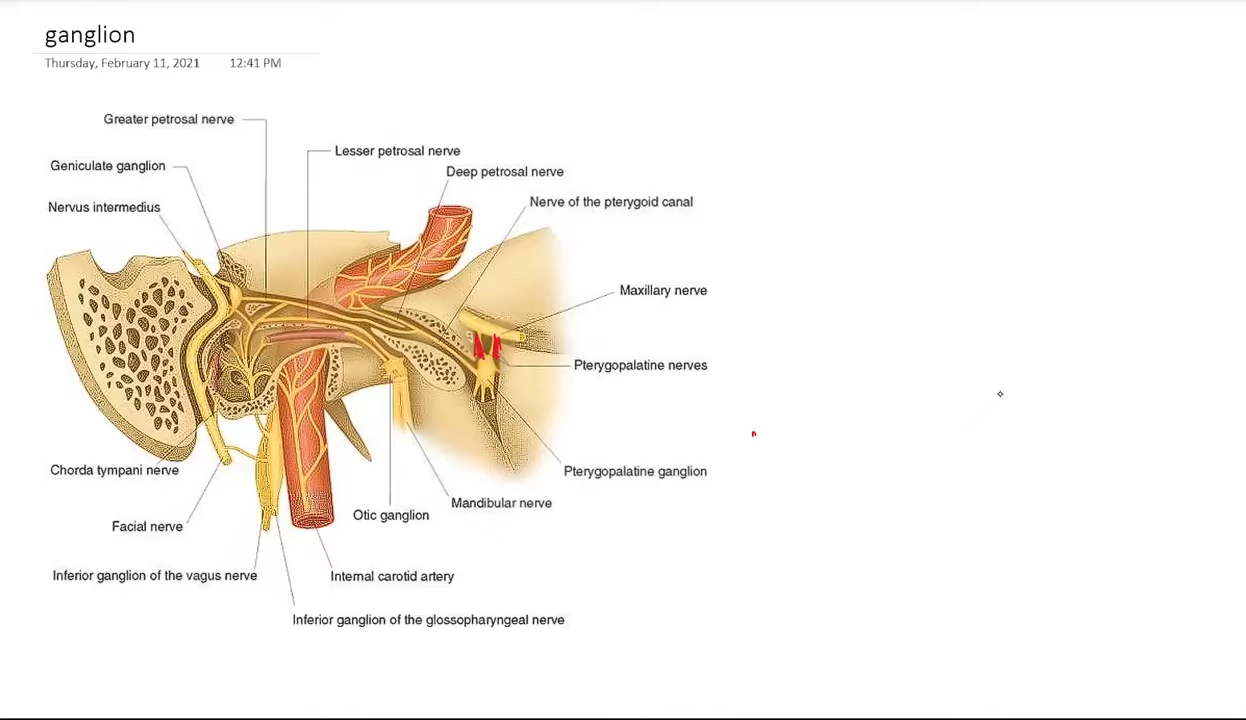 ganglion
Thursday, February 11, 2021 12:41 PM
Greater petrosal nerve
Lesser petrosal nerve
Geniculate ganglion
Deep petrosal nerve
Nervus intermedius
Nerve of the pterygoid canal
Maxillary nerve
Pterygopalatine nerves
Chorda tympani nerve
Pterygopalatine ganglion
Mandibular nerve
Otic ganglion
Facial nerve
Inferior ganglion of the vagus nerve
Internal carotid artery
Inferior ganglion of the glossopharyngeal nerve